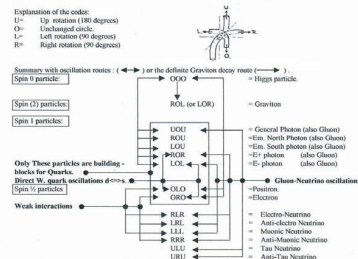 Explanation of the codes:
U= Up rotation (180 degrees)
O= Unchanged circle.
L= Left rotation (90 degrees)
R= Right rotation (90 degrees)
U
L R
O
Summary with oscillation routes : ( ) or the definite Graviton decay route ( ) .
Spin 0 particle: OOO = Higgs particle.
Spin (2) particles: ROL (or LOR) = Graviton
Spin 1 particles:
UOU = General Photon (also Gluon)
ROU =Em. North Photon (also Gluon)
LOU =Em. South photon (also Gluon)
ROR =E+ photon (also Gluon)
LOL =E- photon (also Gluon)
Only These particles are building -
blocks for Quarks.
Direct W. quark oscillations d<=>s. Gluon-Neutrino oscillation
Spin ½ particles OLO =Positron.
ORO =Electron
Weak interactions
RLR = Electro-Neutrino
LRL = Anti-electro Neutrino
LLL = Muonic Neutrino
RRR = Anti-Muonic Neutrino
ULU = Tau Neutrino
URU = Anti-Tau Neutrino